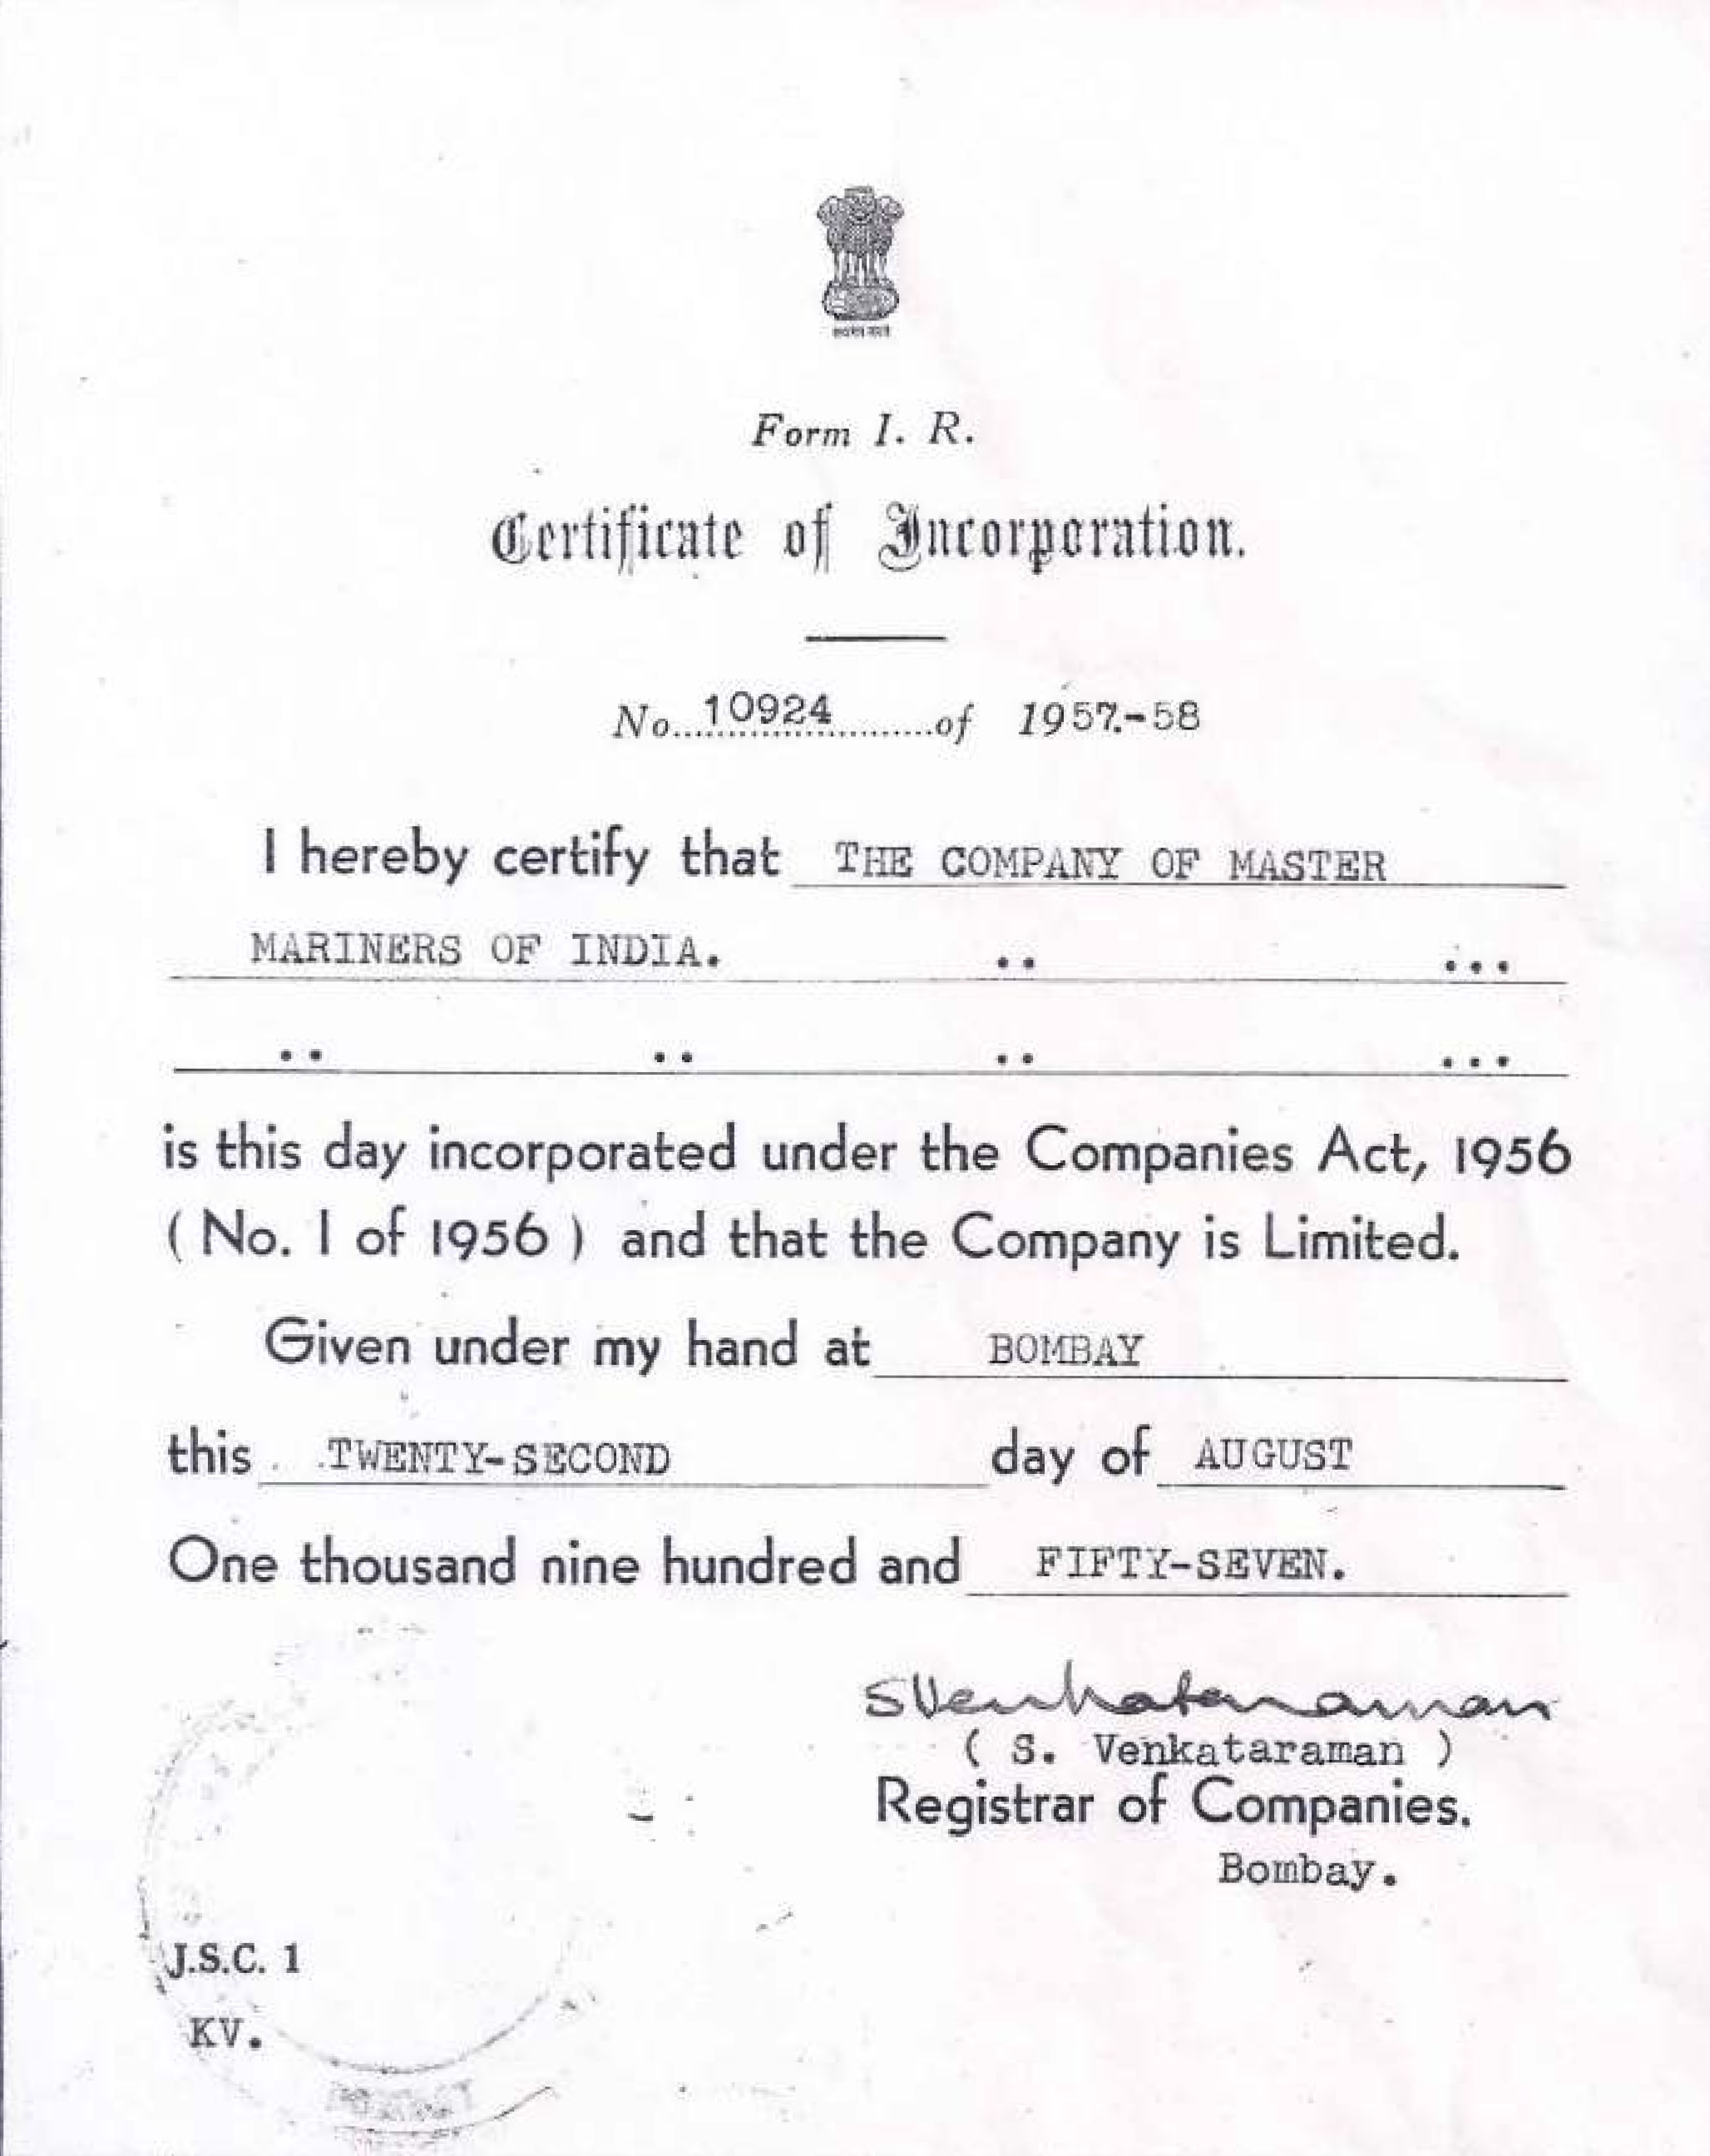 Form I. R.
Certificate of Incorporation.
No. 10924 of 1957.-58
I hereby certify that THE COMPANY OF MASTER
MARINERS OF INDIA. .. ...
.. .. .. ...
is this day incorporated under the Companies Act, 1956
( No. 1 of 1956 ) and that the Company is Limited.
Given under my hand at BOMBAY
this TWENTY-SECOND day of AUGUST
One thousand nine hundred and FIFTY-SEVEN.
SVenkataraman
( S. Venkataraman )
Registrar of Companies.
Bombay.
J.S.C. 1
KV.